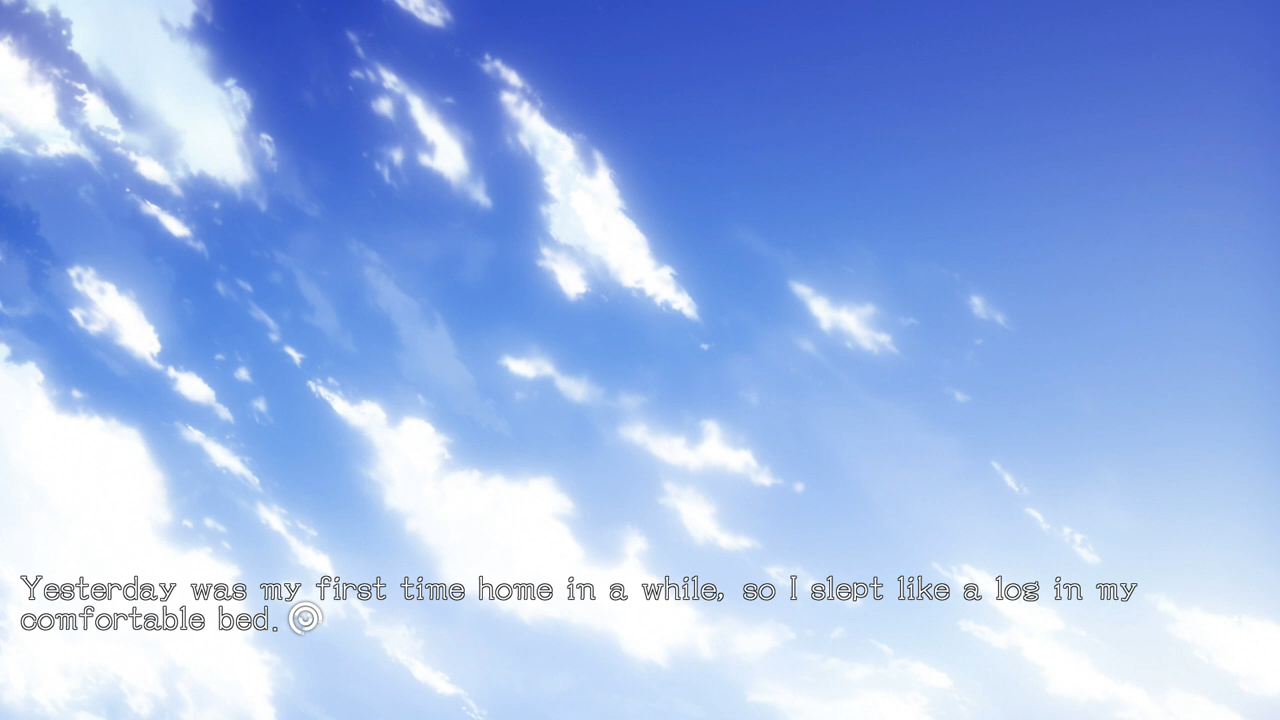 Yesterday was my first time home in a while, so I slept like a log in my
comfortable bed.